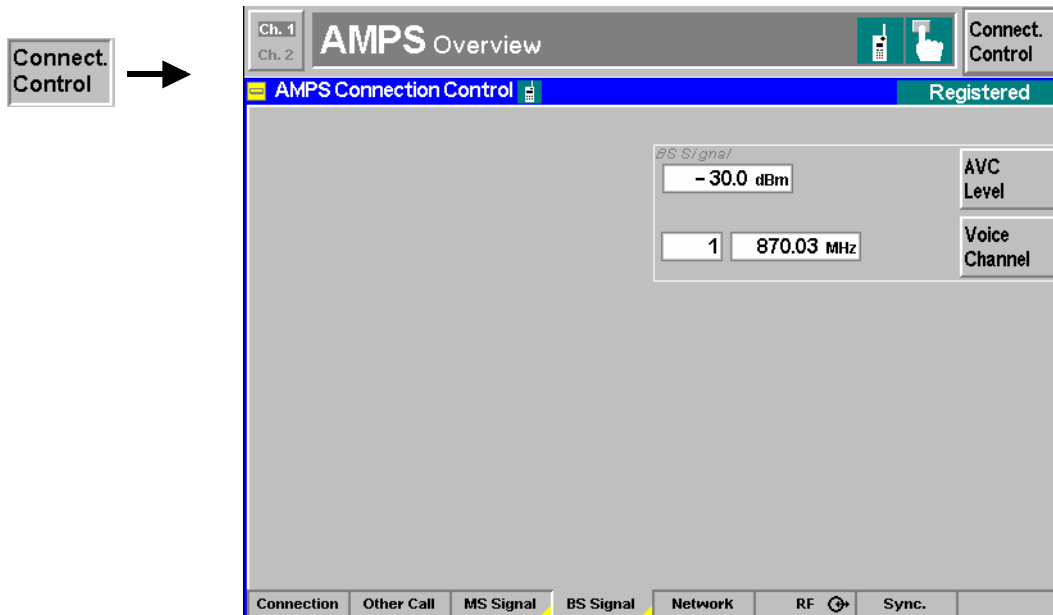 Connect.
Control
Ch. 1
Ch. 2
AMPS Overview
Connect.
Control
AMPS Connection Control
Registered
BS Signal
– 30.0 dBm
AVC
Level
1 870.03 MHz
Voice
Channel
Connection Other Call MS Signal BS Signal Network RF Sync.